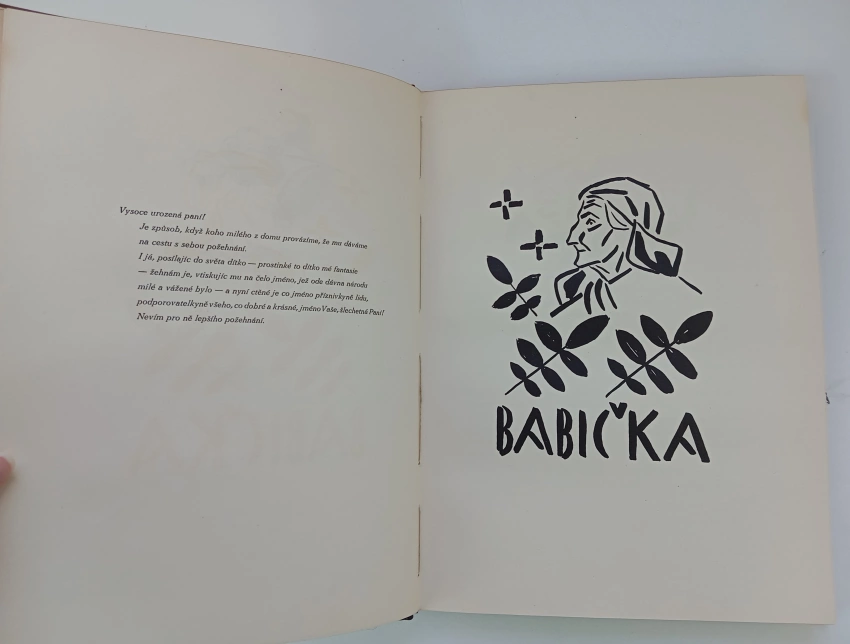 Vysoce urozená paní!
Je způsob, když koho milého z domu provázíme, že mu dáváme
na cestu s sebou požehnání.
I já, posílajíc do světa dítko — prostinké to dítko mé fantasie
— žehnám je, vtiskujíc mu na čelo jméno, jež ode dávna národu
milé a vážené bylo — a nyní ctěné je co jméno příznivkyně lidu,
podporovatelkyně všeho, co dobré a krásné, jméno Vaše, šlechetná Paní!
Nevím pro ně lepšího požehnání.
BABIČKA